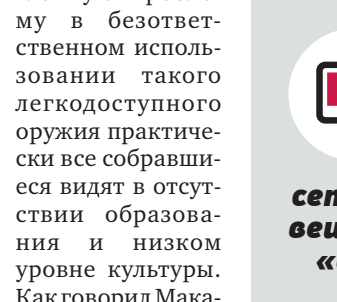 му в безответ-
ственном исполь-
зовании такого
легкодоступного
оружия практиче-
ски все собравши-
еся видят в отсут-
ствии образова-
ния и низком
уровне культуры.
Как говорил Мака-